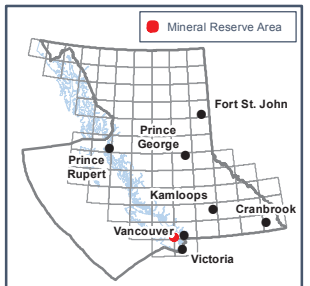 Mineral Reserve Area
Fort St. John
Prince
George
Prince
Rupert
Kamloops
Cranbrook
Vancouver
Victoria